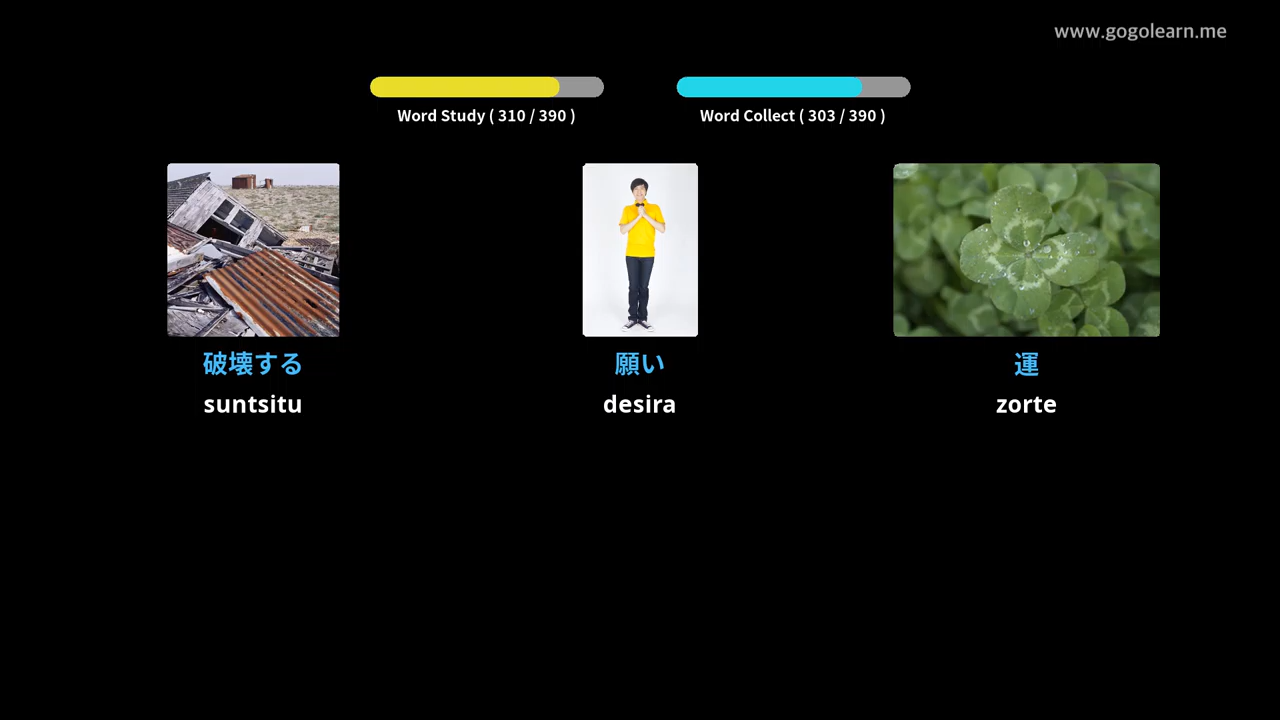 www.gogolearn.me
Word Study ( 310 / 390 )
Word Collect ( 303 / 390 )
破壊する
願い
運
suntsitu
desira
zorte